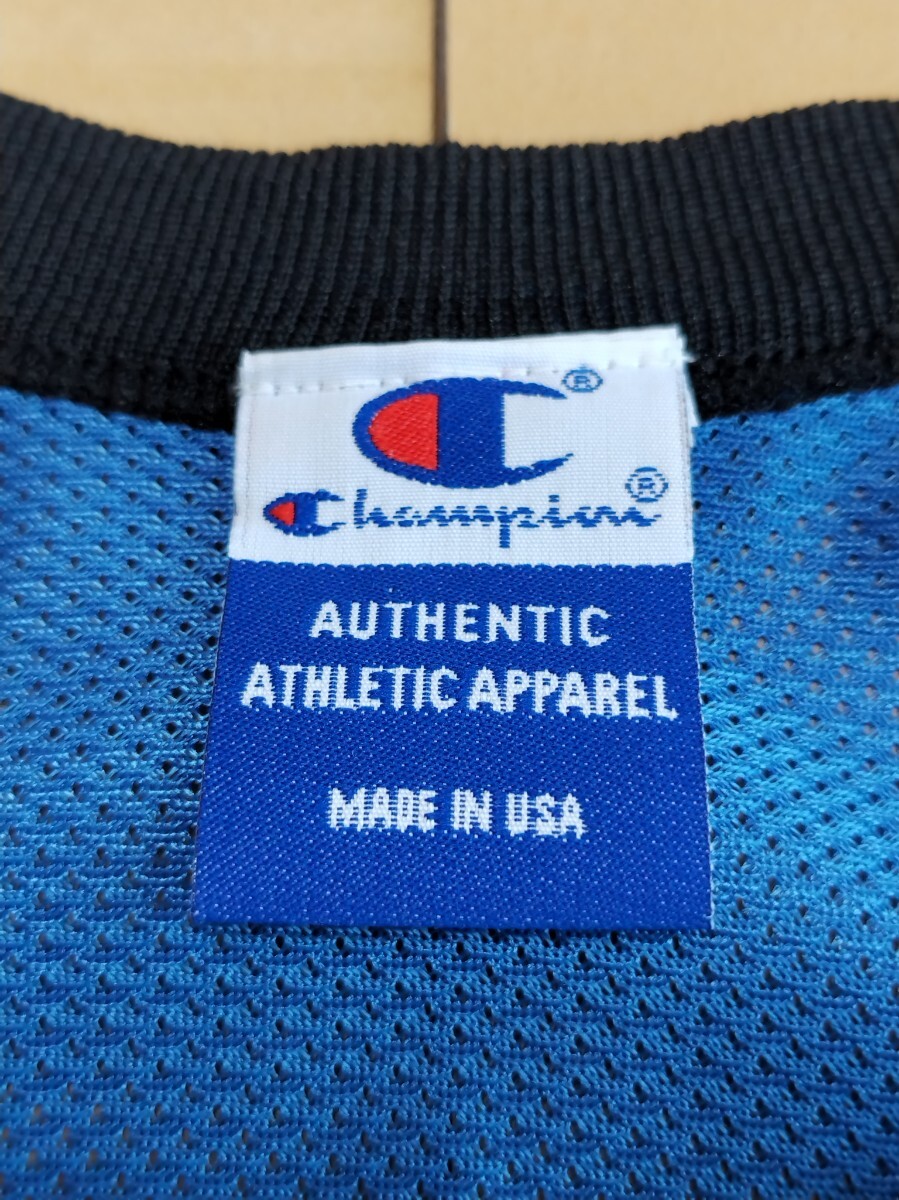 ®
Champion®
AUTHENTIC
ATHLETIC APPAREL
MADE IN USA